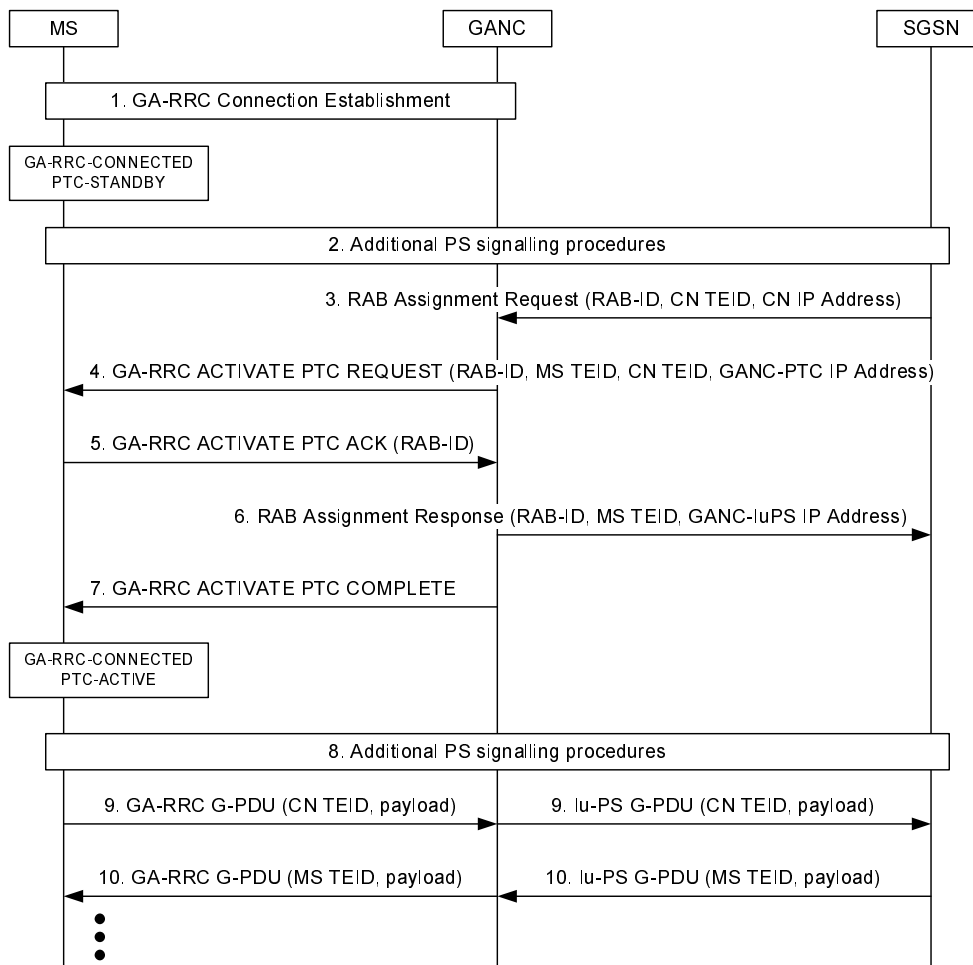 MS
GANC
SGSN
1. GA-RRC Connection Establishment
GA-RRC-CONNECTED
PTC-STANDBY
2. Additional PS signalling procedures
3. RAB Assignment Request (RAB-ID, CN TEID, CN IP Address)
4. GA-RRC ACTIVATE PTC REQUEST (RAB-ID, MS TEID, CN TEID, GANC-PTC IP Address)
5. GA-RRC ACTIVATE PTC ACK (RAB-ID)
6. RAB Assignment Response (RAB-ID, MS TEID, GANC-IuPS IP Address)
7. GA-RRC ACTIVATE PTC COMPLETE
GA-RRC-CONNECTED
PTC-ACTIVE
8. Additional PS signalling procedures
9. GA-RRC G-PDU (CN TEID, payload)
9. Iu-PS G-PDU (CN TEID, payload)
10. GA-RRC G-PDU (MS TEID, payload)
10. Iu-PS G-PDU (MS TEID, payload)